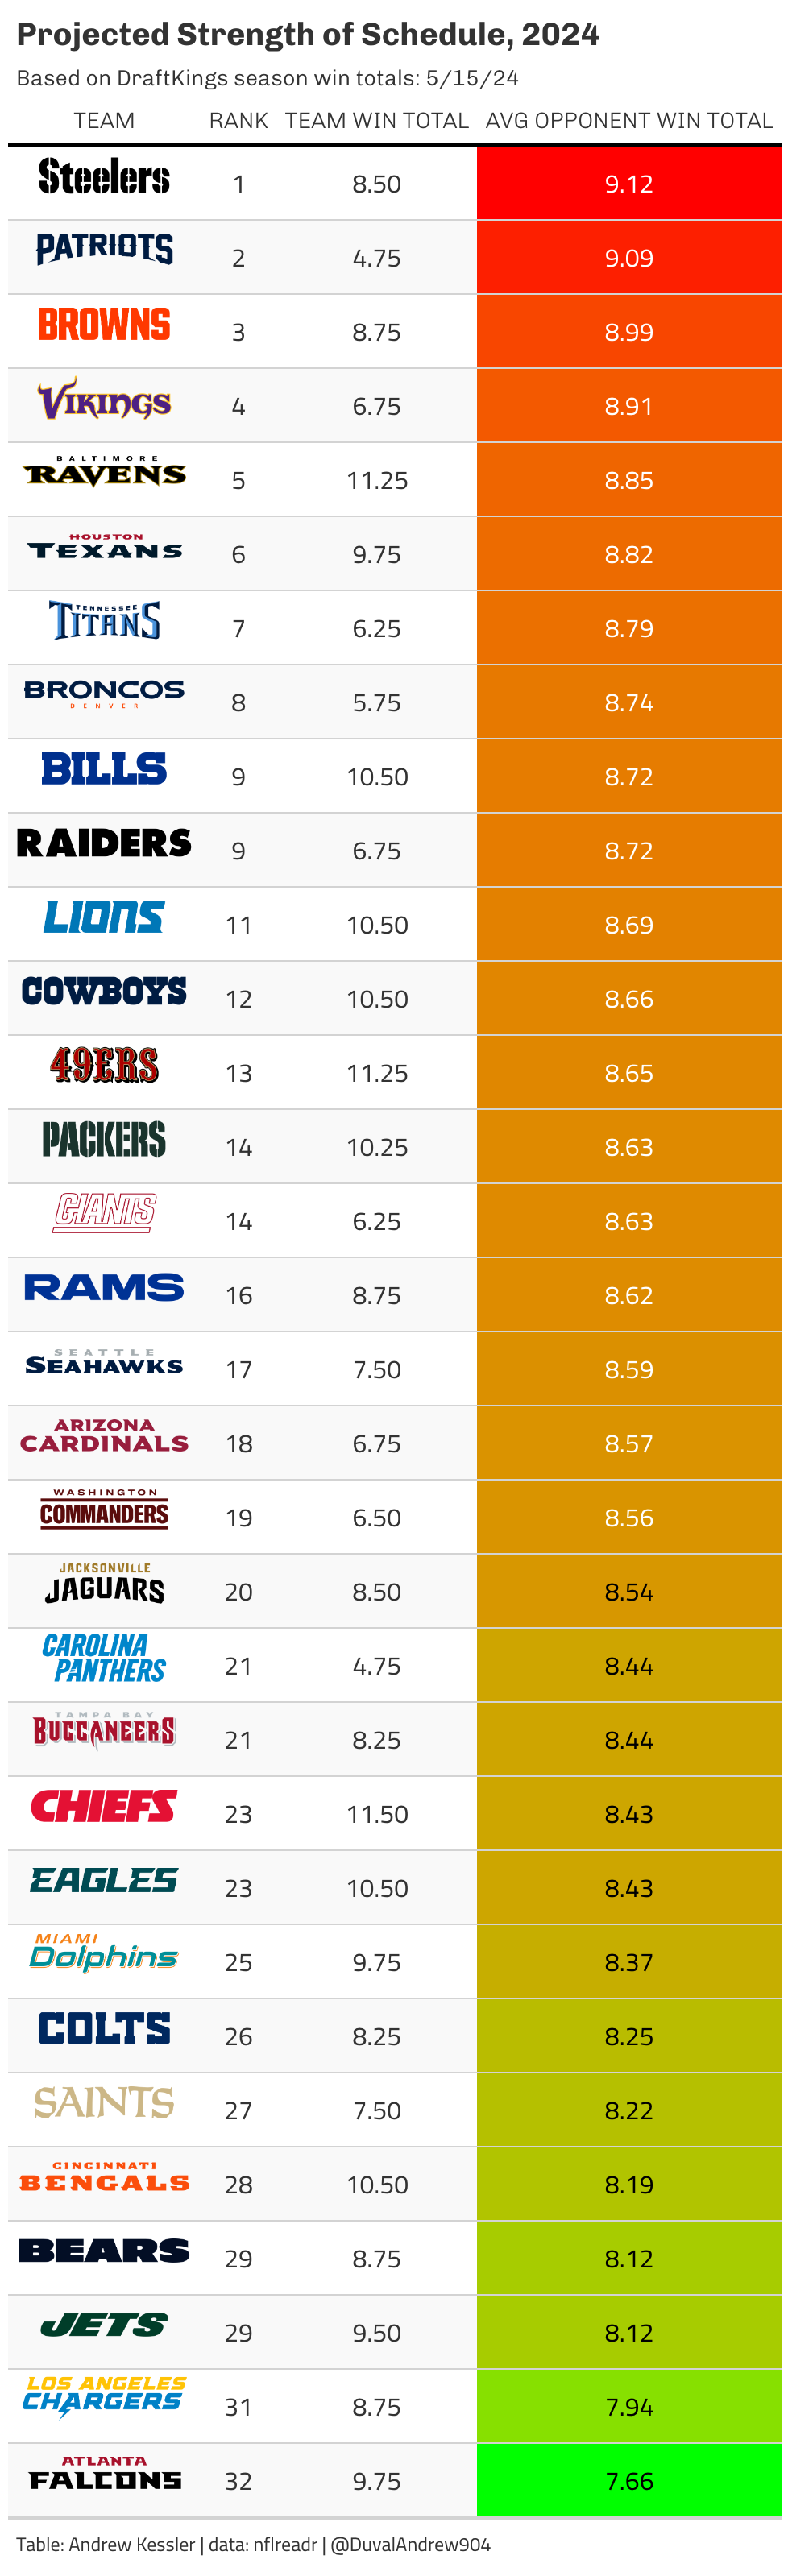 Projected Strength of Schedule, 2024
Based on DraftKings season win totals: 5/15/24
TEAM RANK TEAM WIN TOTAL AVG OPPONENT WIN TOTAL
Steelers 1 8.50 9.12
PATRIOTS 2 4.75 9.09
BROWNS 3 8.75 8.99
VIKINGS 4 6.75 8.91
BALTIMORE
RAVENS 5 11.25 8.85
HOUSTON
TEXANS 6 9.75 8.82
TENNESSEE
TITANS 7 6.25 8.79
BRONCOS 8 5.75 8.74
DENVER
BILLS 9 10.50 8.72
RAIDERS 9 6.75 8.72
LIONS 11 10.50 8.69
COWBOYS 12 10.50 8.66
49ERS 13 11.25 8.65
PACKERS 14 10.25 8.63
GIANTS 14 6.25 8.63
RAMS 16 8.75 8.62
SEATTLE
SEAHAWKS 17 7.50 8.59
ARIZONA
CARDINALS 18 6.75 8.57
WASHINGTON
COMMANDERS 19 6.50 8.56
JACKSONVILLE
JAGUARS 20 8.50 8.54
CAROLINA
PANTHERS 21 4.75 8.44
TAMPA BAY
BUCCANEERS 21 8.25 8.44
CHIEFS 23 11.50 8.43
EAGLES 23 10.50 8.43
MIAMI
Dolphins 25 9.75 8.37
COLTS 26 8.25 8.25
SAINTS 27 7.50 8.22
CINCINNATI
BENGALS 28 10.50 8.19
BEARS 29 8.75 8.12
JETS 29 9.50 8.12
LOS ANGELES
CHARGERS 31 8.75 7.94
ATLANTA
FALCONS 32 9.75 7.66
Table: Andrew Kessler | data: nflreadr | @DuvalAndrew904